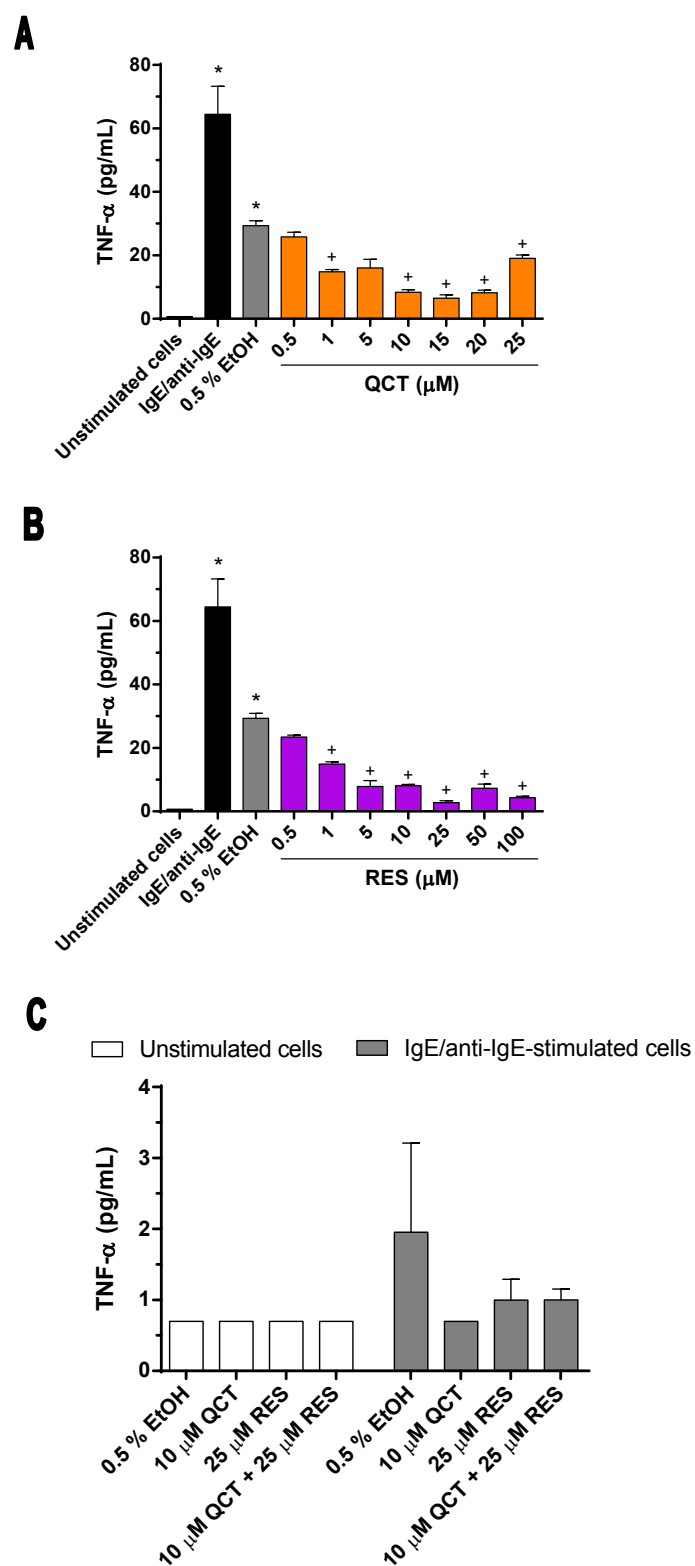 A
80
60
40
20
0
TNF-α (pg/mL)
*
*
+
+
+
+
+
Unstimulated cells
IgE/anti-IgE
0.5 % EtOH
0.5
1
5
10
15
20
25
QCT (μM)
B
80
60
40
20
0
TNF-α (pg/mL)
*
*
+
+
+
+
+
+
Unstimulated cells
IgE/anti-IgE
0.5 % EtOH
0.5
1
5
10
25
50
100
RES (μM)
C
Unstimulated cells
IgE/anti-IgE-stimulated cells
4
3
2
1
0
TNF-α (pg/mL)
0.5 % EtOH
10 μM QCT
25 μM RES
10 μM QCT + 25 μM RES
0.5 % EtOH
10 μM QCT
25 μM RES
10 μM QCT + 25 μM RES